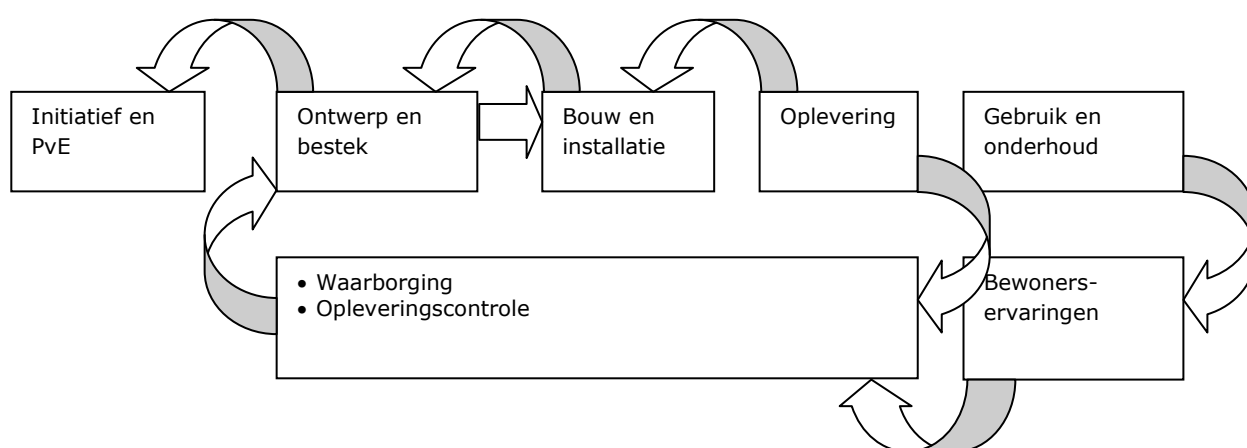 Initiatief en
PvE
Ontwerp en
bestek
Bouw en
installatie
Oplevering
Gebruik en
onderhoud
• Waarborging
• Opleveringscontrole
Bewoners-
ervaringen